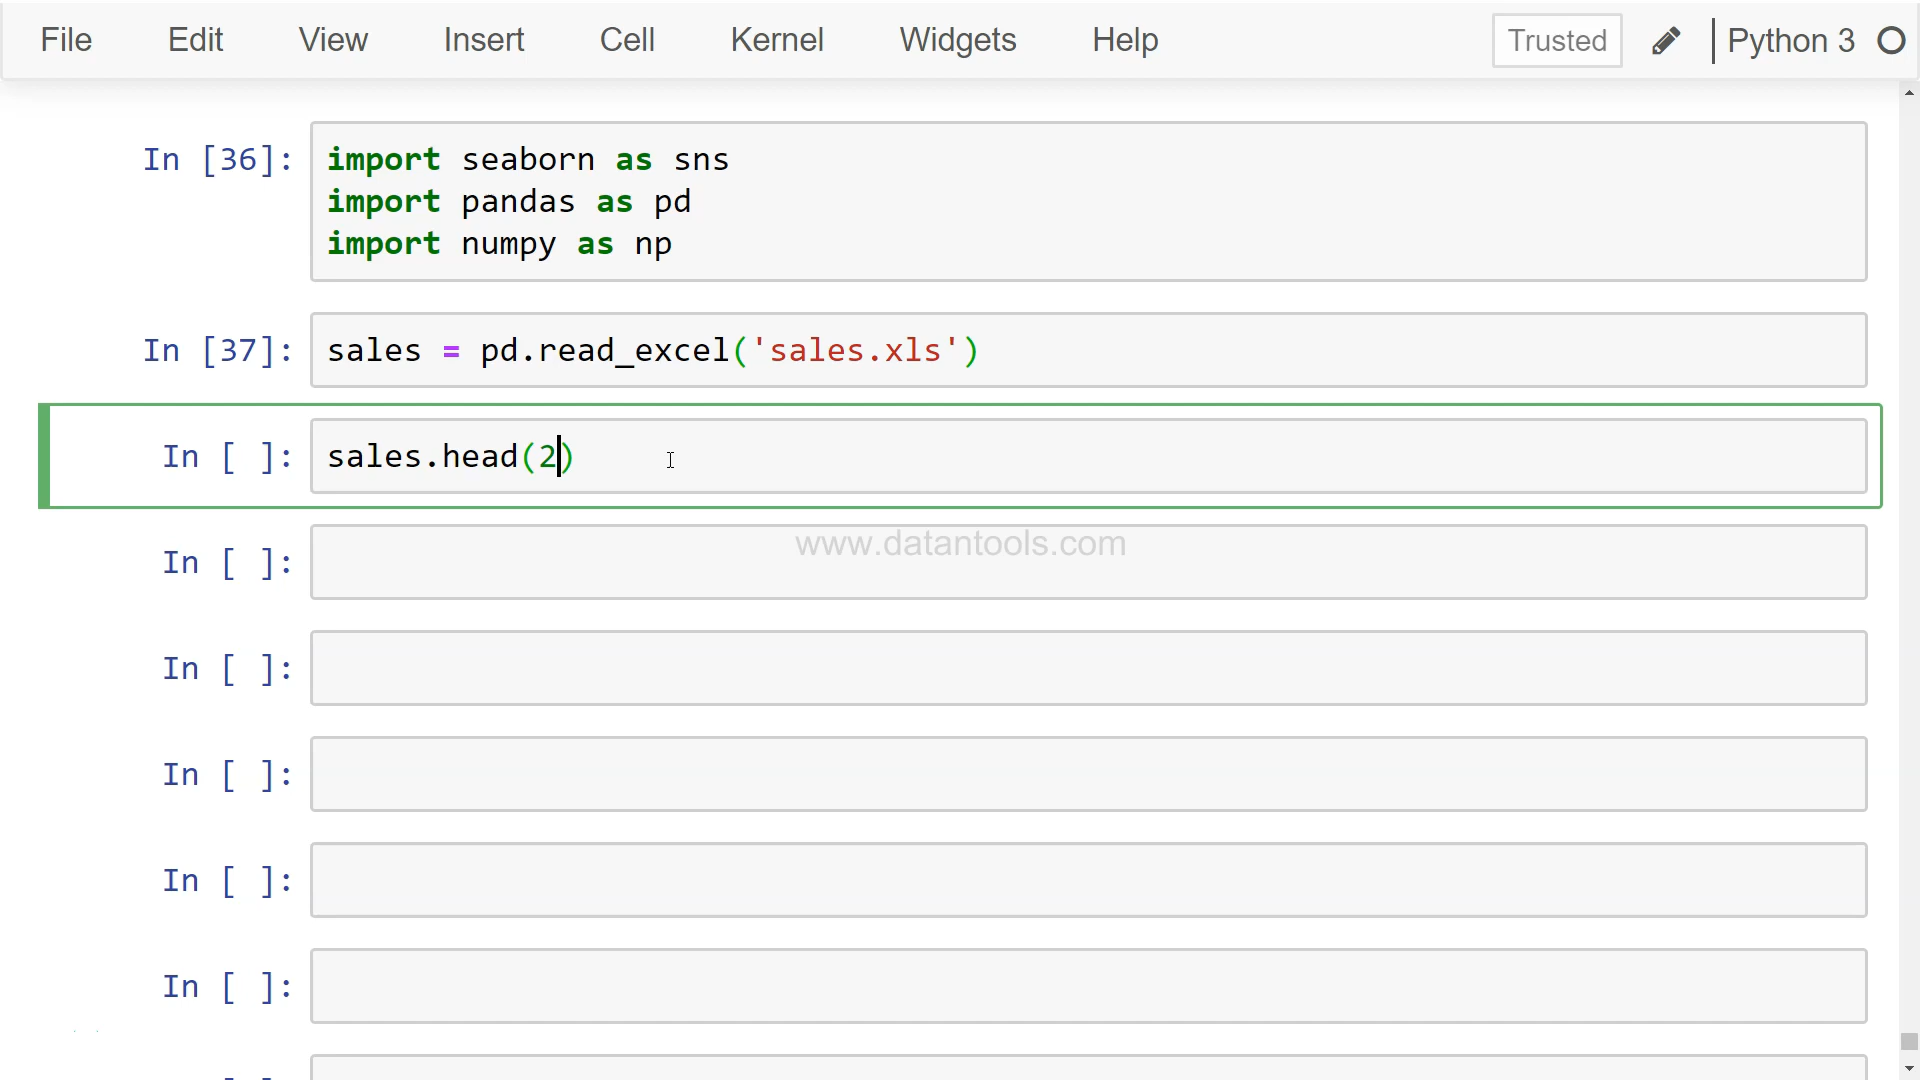 File Edit View Insert Cell Kernel Widgets Help Trusted Python 3
In [36]: import seaborn as sns
import pandas as pd
import numpy as np
In [37]: sales = pd.read_excel('sales.xls')
In [ ]: sales.head(2)
www.datantools.com
In [ ]:
In [ ]:
In [ ]:
In [ ]:
In [ ]: